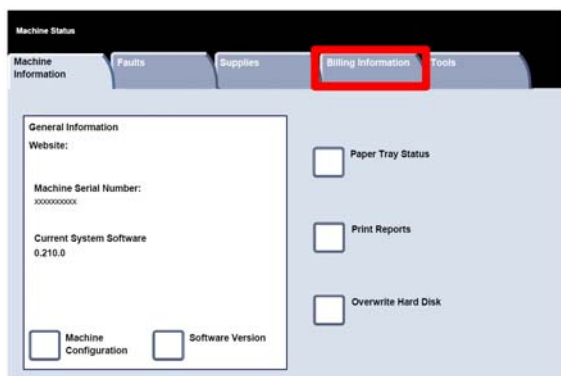 Machine Status
Machine
Information
Faults
Supplies
Billing Information
Tools
General Information
Website:
Machine Serial Number:
xxxxxxxxxx
Current System Software
0.210.0
Machine
Configuration
Software Version
Paper Tray Status
Print Reports
Overwrite Hard Disk